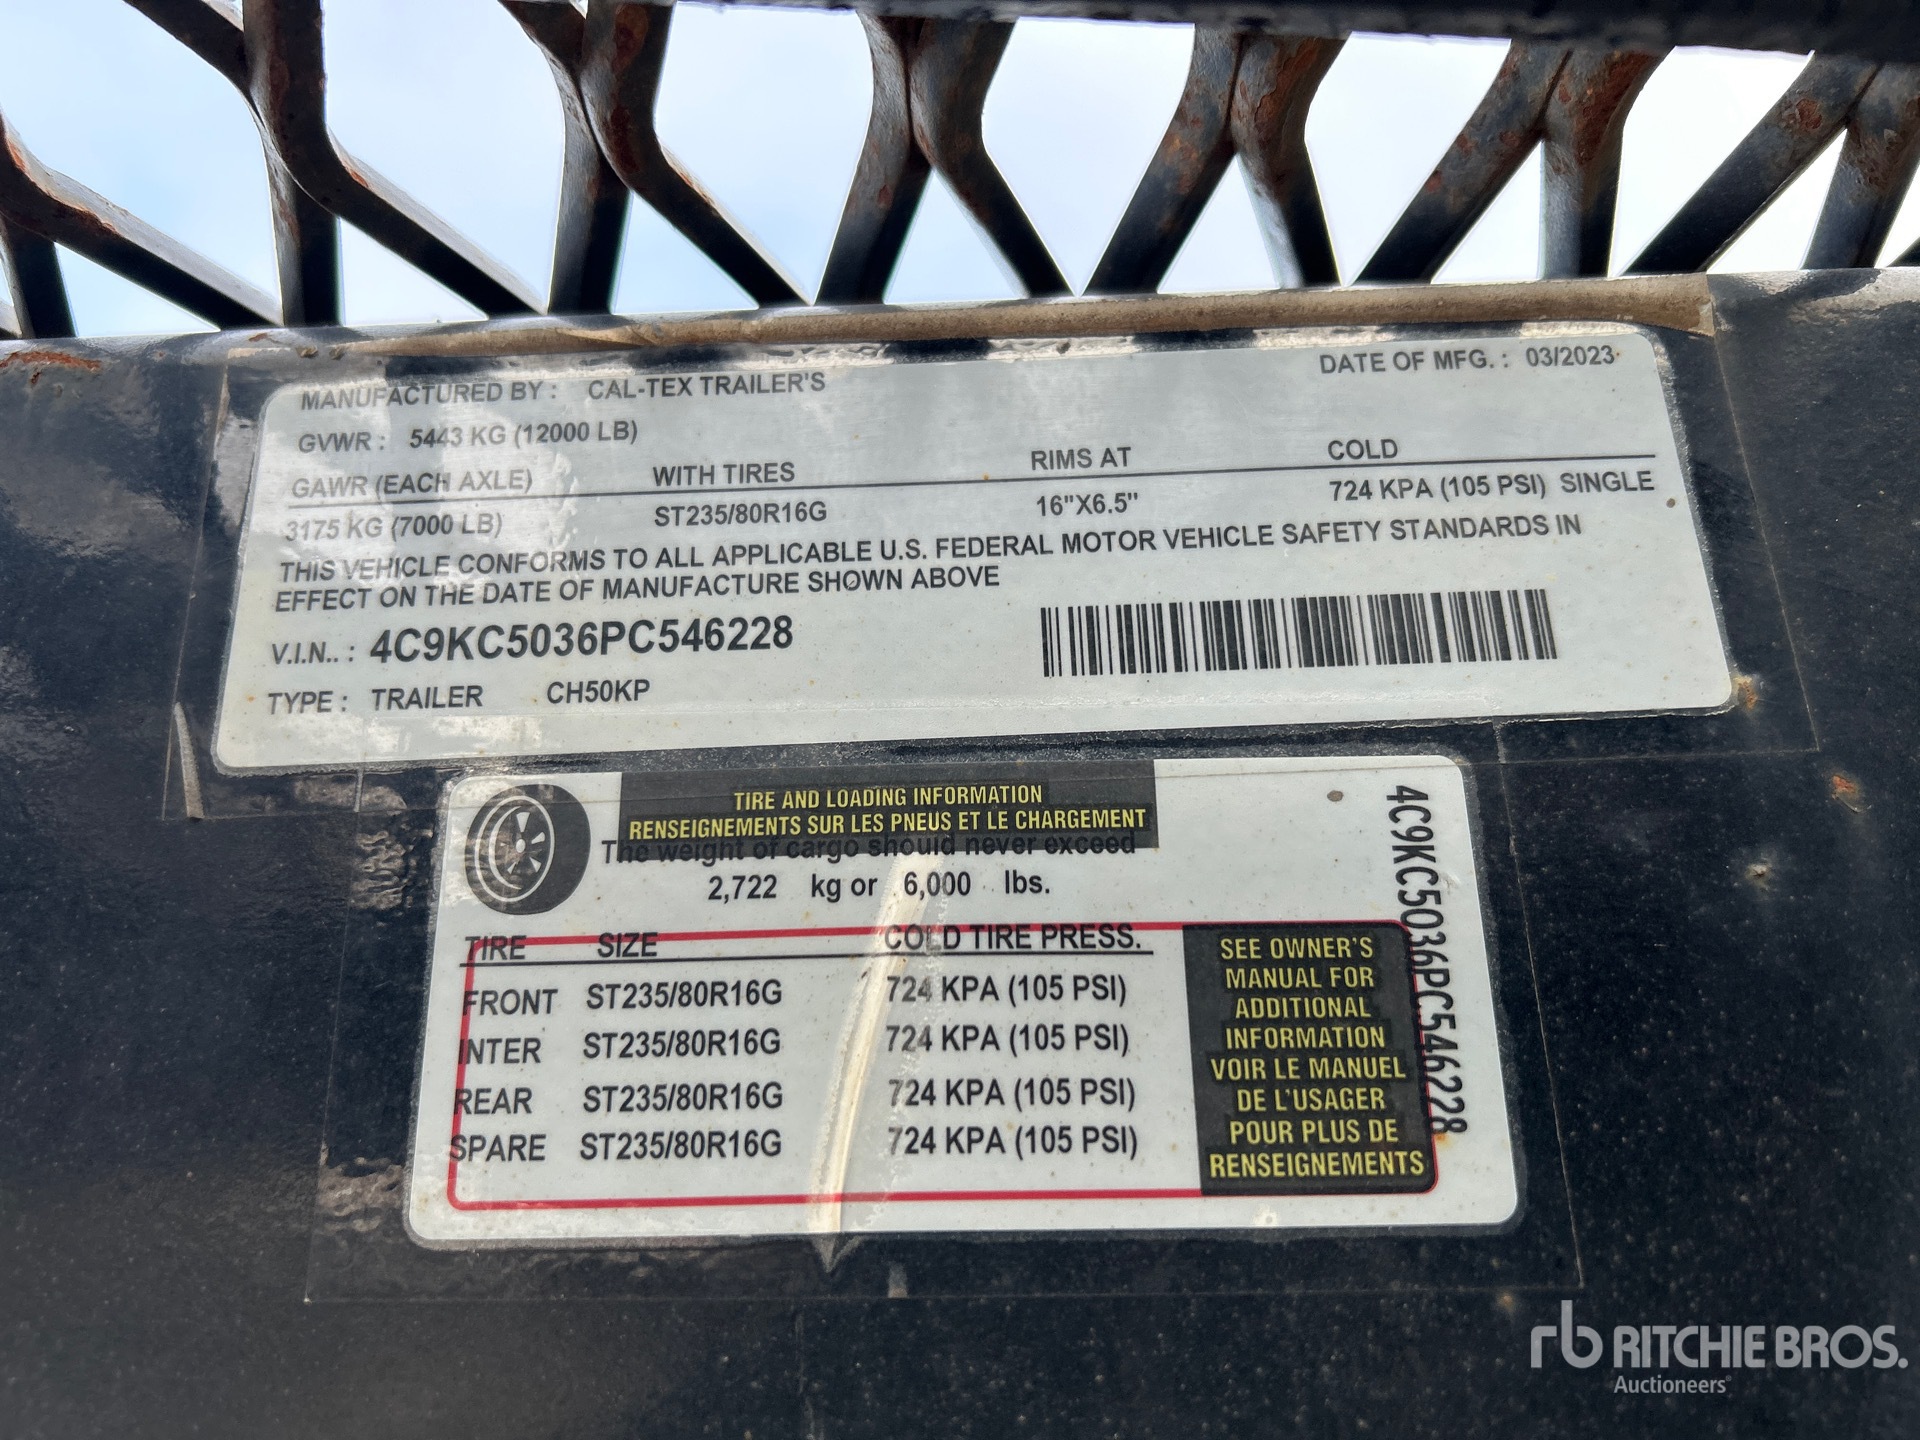 MANUFACTURED BY : CAL-TEX TRAILER'S DATE OF MFG. : 03/2023
GVWR : 5443 KG (12000 LB)
GAWR (EACH AXLE) WITH TIRES RIMS AT COLD
3175 KG (7000 LB) ST235/80R16G 16"X6.5" 724 KPA (105 PSI) SINGLE
THIS VEHICLE CONFORMS TO ALL APPLICABLE U.S. FEDERAL MOTOR VEHICLE SAFETY STANDARDS IN
EFFECT ON THE DATE OF MANUFACTURE SHOWN ABOVE
V.I.N.. : 4C9KC5036PC546228
TYPE : TRAILER CH50KP
TIRE AND LOADING INFORMATION
RENSEIGNEMENTS SUR LES PNEUS ET LE CHARGEMENT
The weight of cargo should never exceed
2,722 kg or 6,000 lbs.
TIRE SIZE COLD TIRE PRESS.
FRONT ST235/80R16G 724 KPA (105 PSI)
INTER ST235/80R16G 724 KPA (105 PSI)
REAR ST235/80R16G 724 KPA (105 PSI)
SPARE ST235/80R16G 724 KPA (105 PSI)
SEE OWNER'S
MANUAL FOR
ADDITIONAL
INFORMATION
VOIR LE MANUEL
DE L'USAGER
POUR PLUS DE
RENSEIGNEMENTS
4C9KC5036PC546228
rb RITCHIE BROS.
Auctioneers